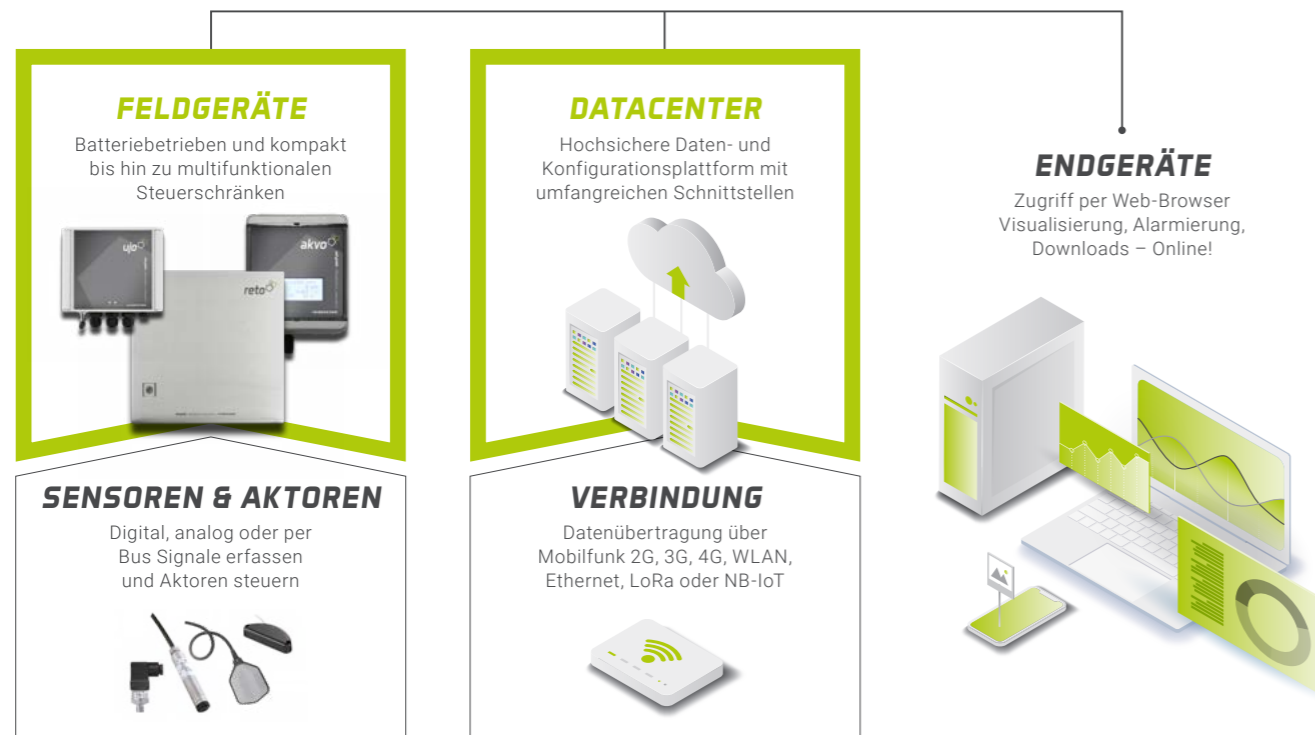 FELDGERÄTE
Batteriebetrieben und kompakt
bis hin zu multifunktionalen
Steuerschränken
ujo
akvo
reto
SENSOREN & AKTOREN
Digital, analog oder per
Bus Signale erfassen
und Aktoren steuern
DATACENTER
Hochsichere Daten- und
Konfigurationsplattform mit
umfangreichen Schnittstellen
VERBINDUNG
Datenübertragung über
Mobilfunk 2G, 3G, 4G, WLAN,
Ethernet, LoRa oder NB-IoT
ENDGERÄTE
Zugriff per Web-Browser
Visualisierung, Alarmierung,
Downloads – Online!